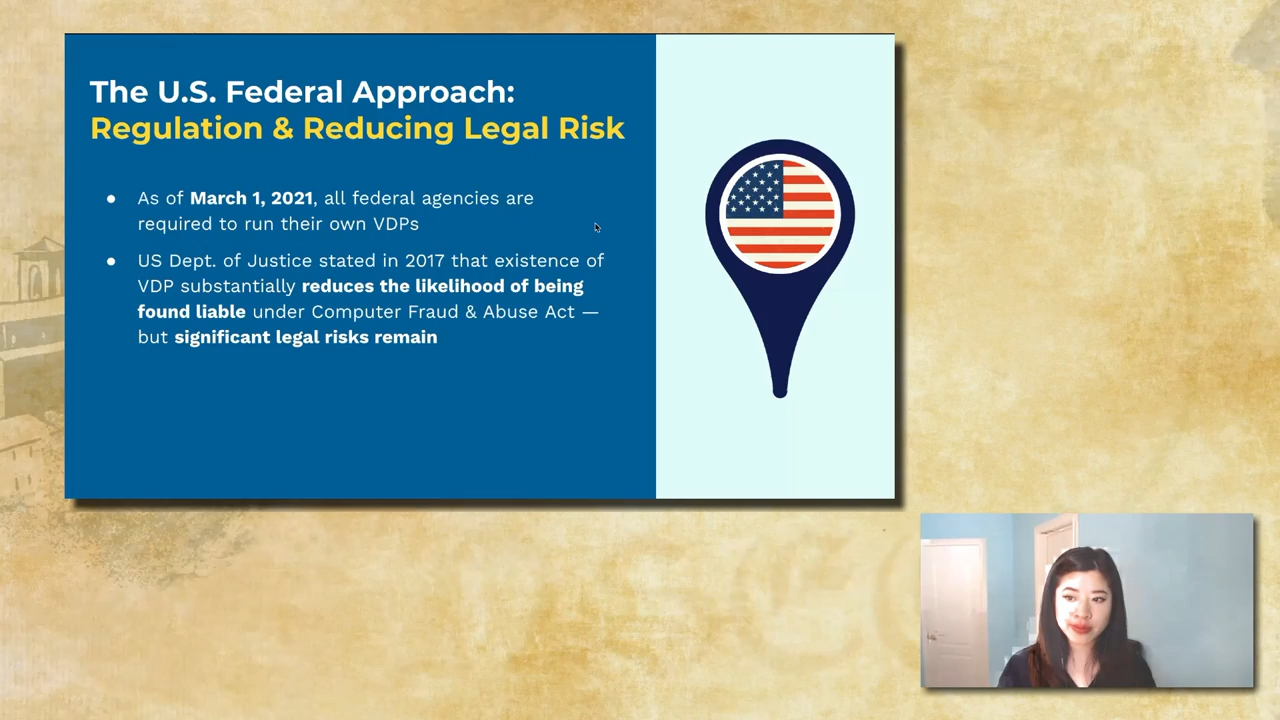 The U.S. Federal Approach:
Regulation & Reducing Legal Risk
● As of March 1, 2021, all federal agencies are
required to run their own VDPs
● US Dept. of Justice stated in 2017 that existence of
VDP substantially reduces the likelihood of being
found liable under Computer Fraud & Abuse Act —
but significant legal risks remain